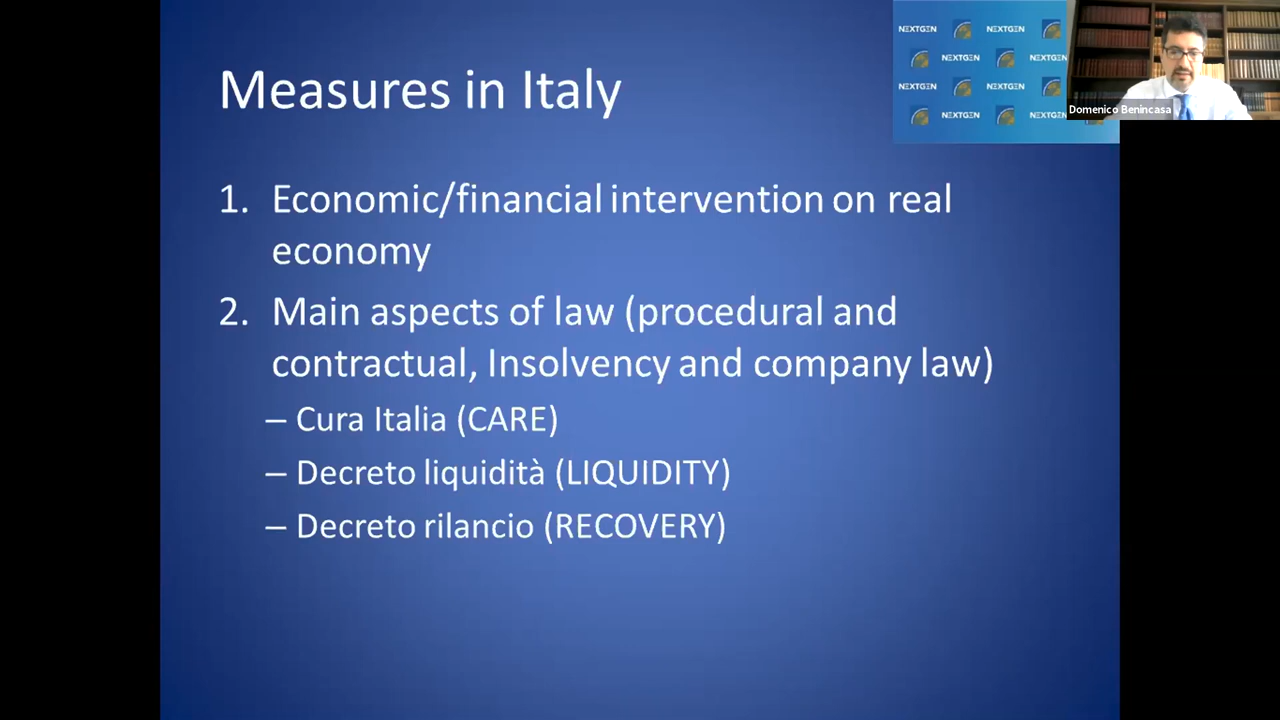 Measures in Italy
1. Economic/financial intervention on real
economy
2. Main aspects of law (procedural and
contractual, Insolvency and company law)
– Cura Italia (CARE)
– Decreto liquidità (LIQUIDITY)
– Decreto rilancio (RECOVERY)
NEXTGEN NEXTGEN
NEXTGEN NEXTGEN
NEXTGEN NEXTGEN
NEXTGEN
Domenico Benincasa